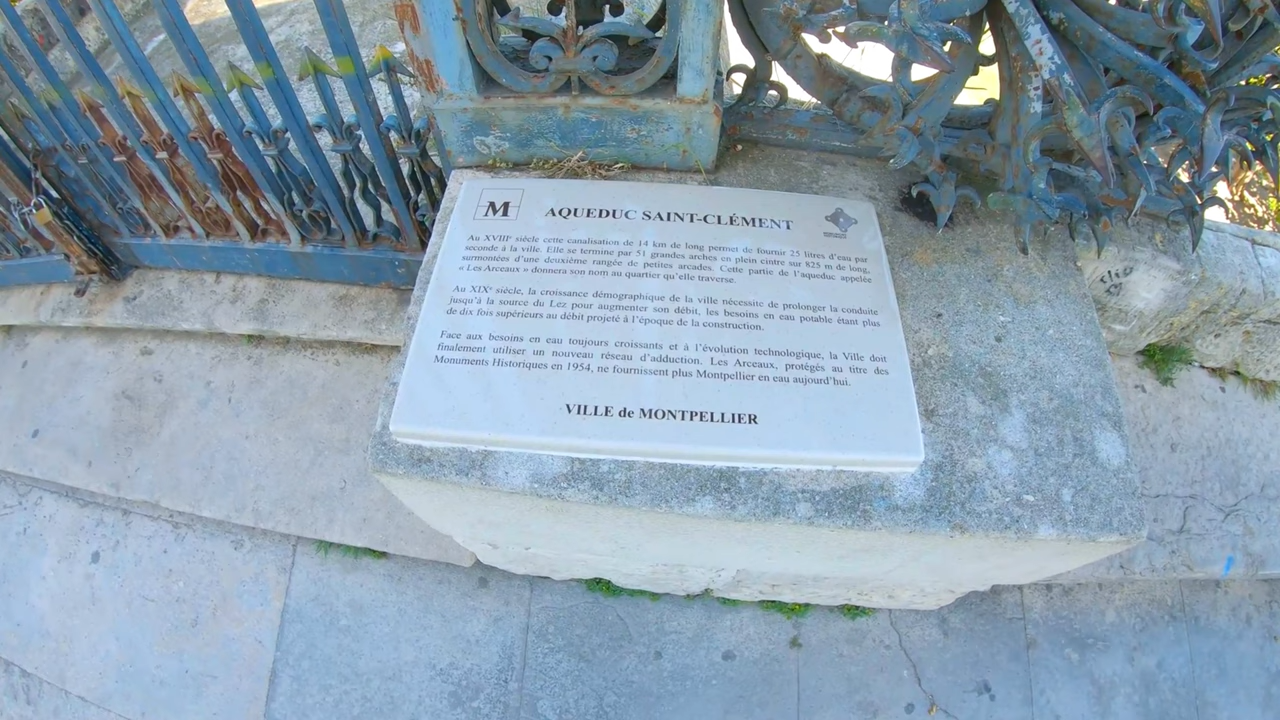 M
AQUEDUC SAINT-CLÉMENT
Au XVIIIᵉ siècle cette canalisation de 14 km de long permet de fournir 25 litres d'eau par
seconde à la ville. Elle se termine par 51 grandes arches en plein cintre sur 825 m de long,
surmontées d'une deuxième rangée de petites arcades. Cette partie de l'aqueduc appelée
« Les Arceaux » donnera son nom au quartier qu'elle traverse.
Au XIXᵉ siècle, la croissance démographique de la ville nécessite de prolonger la conduite
jusqu'à la source du Lez pour augmenter son débit, les besoins en eau potable étant plus
de dix fois supérieurs au débit projeté à l'époque de la construction.
Face aux besoins en eau toujours croissants et à l'évolution technologique, la Ville doit
finalement utiliser un nouveau réseau d'adduction. Les Arceaux, protégés au titre des
Monuments Historiques en 1954, ne fournissent plus Montpellier en eau aujourd'hui.
VILLE de MONTPELLIER